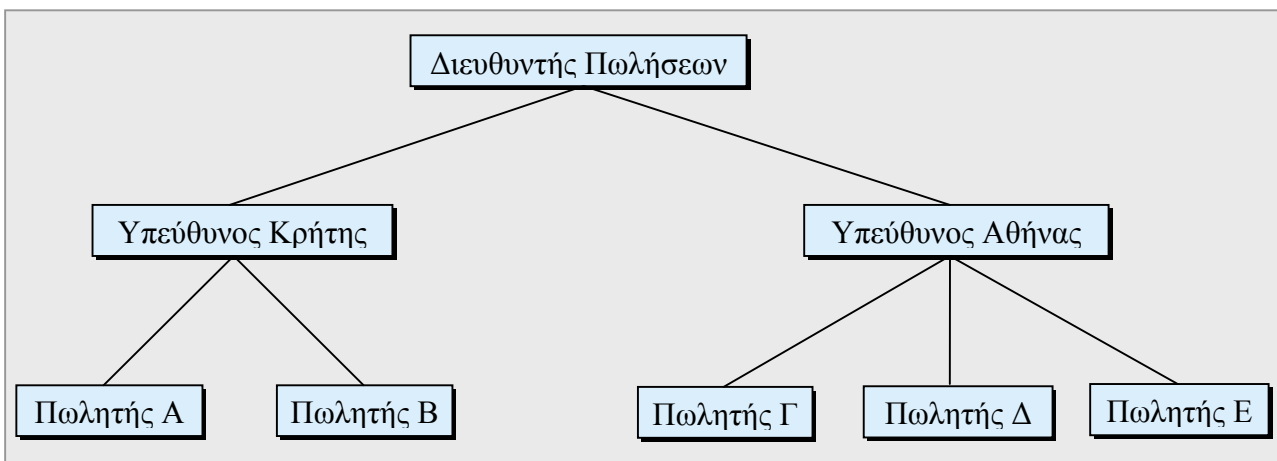 Διευθυντής Πωλήσεων
Υπεύθυνος Κρήτης
Υπεύθυνος Αθήνας
Πωλητής Α
Πωλητής Β
Πωλητής Γ
Πωλητής Δ
Πωλητής Ε